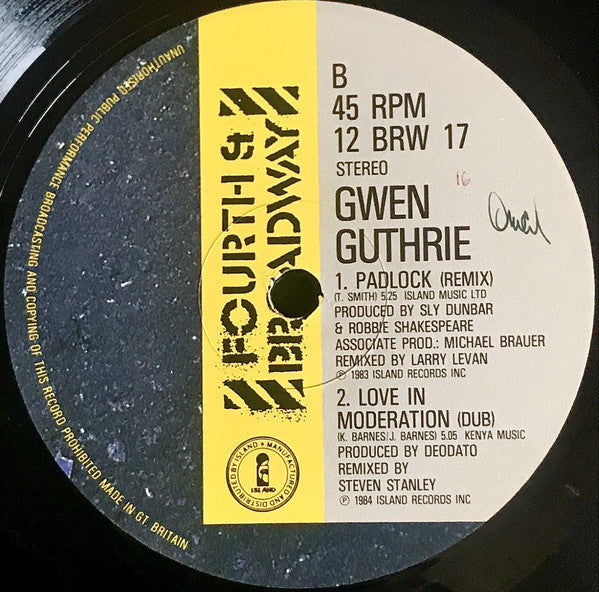 B
45 RPM
12 BRW 17
STEREO
16
GWEN
GUTHRIE
1. PADLOCK (REMIX)
(T. SMITH) 5.25 ISLAND MUSIC LTD
PRODUCED BY SLY DUNBAR
& ROBBIE SHAKESPEARE
ASSOCIATE PROD.: MICHAEL BRAUER
REMIXED BY LARRY LEVAN
℗ 1983 ISLAND RECORDS INC
2. LOVE IN
MODERATION (DUB)
(K. BARNES/J. BARNES) 5.05 KENYA MUSIC
PRODUCED BY DEODATO
REMIXED BY
STEVEN STANLEY
℗ 1984 ISLAND RECORDS INC
FOURTH &
BROADWAY
MANUFACTURED AND DISTRIBUTED BY ISLAND
ISLAND
UNAUTHORISED PUBLIC PERFORMANCE BROADCASTING AND COPYING OF THIS RECORD PROHIBITED MADE IN GT BRITAIN